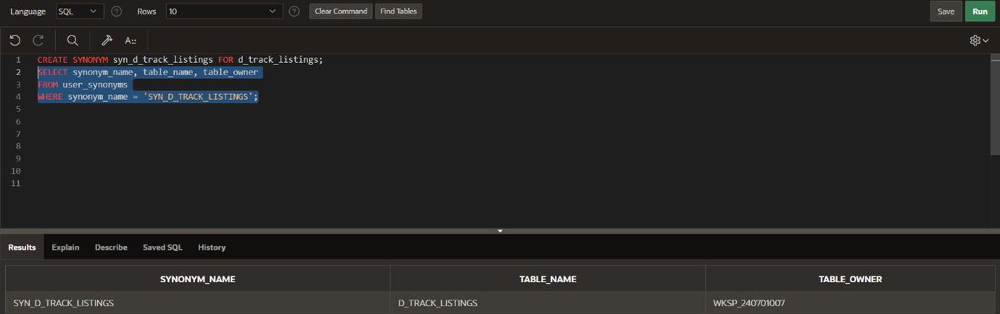 Language SQL Rows 10 Clear Command Find Tables Save Run
A::
1 CREATE SYNONYM syn_d_track_listings FOR d_track_listings;
2 SELECT synonym_name, table_name, table_owner
3 FROM user_synonyms
4 WHERE synonym_name = 'SYN_D_TRACK_LISTINGS';
5
6
7
8
9
10
11
Results Explain Describe Saved SQL History
SYNONYM_NAME TABLE_NAME TABLE_OWNER
SYN_D_TRACK_LISTINGS D_TRACK_LISTINGS WKSP_240701007